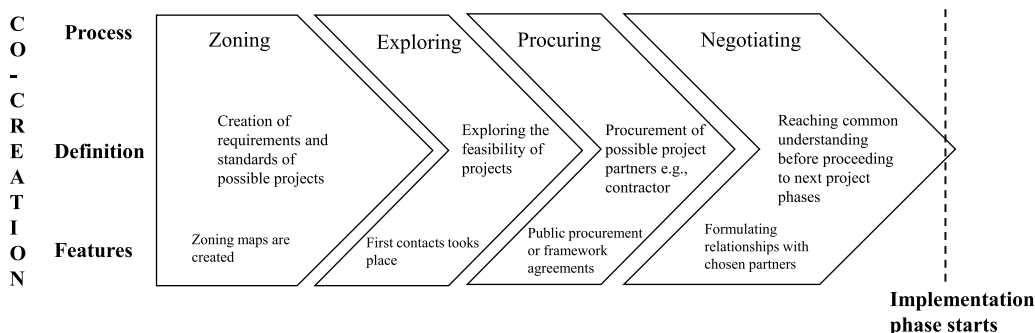 CO-CREATION
Process
Zoning
Exploring
Procuring
Negotiating
Definition
Creation of
requirements and
standards of
possible projects
Exploring the
feasibility of
projects
Procurement of
possible project
partners e.g.,
contractor
Reaching common
understanding
before proceeding
to next project
phases
Features
Zoning maps are
created
First contacts tooks
place
Public procurement
or framework
agreements
Formulating
relationships with
chosen partners
Implementation
phase starts